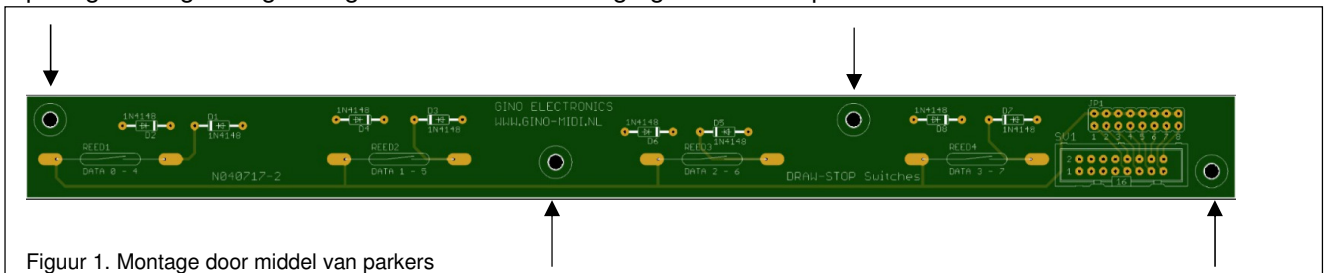 GINO ELECTRONICS
WWW.GINO-MIDI.NL
1N4148
D2
D1
1N4148
1N4148
D4
D3
1N4148
1N4148
D6
D5
1N4148
1N4148
D8
D7
1N4148
JP1
1 2 3 4 5 6 7 8
SU1
2
1
16
REED1
DATA 0 - 4
REED2
DATA 1 - 5
REED3
DATA 2 - 6
REED4
DATA 3 - 7
N040717-2
DRAW-STOP Switches
Figuur 1. Montage door middel van parkers